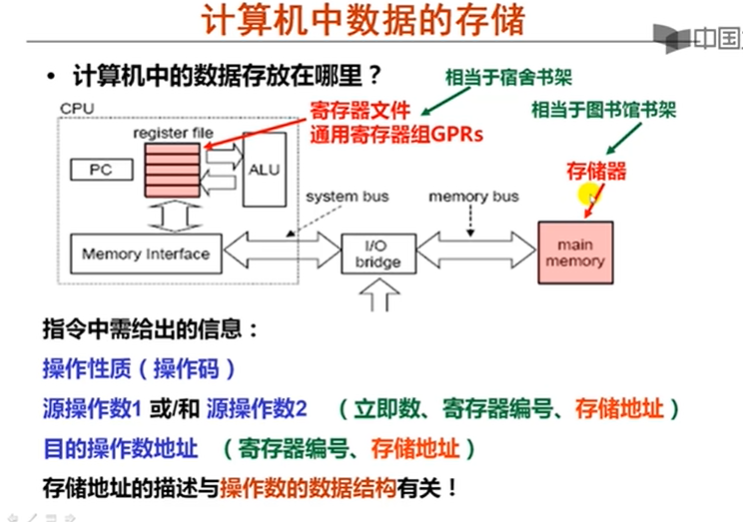 计算机中数据的存储
中国
• 计算机中的数据存放在哪里？
相当于宿舍书架
相当于图书馆书架
CPU
寄存器文件
通用寄存器组GPRs
register file
PC
ALU
存储器
system bus
memory bus
Memory Interface
I/O
bridge
main
memory
指令中需给出的信息：
操作性质（操作码）
源操作数1 或/和 源操作数2 （立即数、寄存器编号、存储地址）
目的操作数地址 （寄存器编号、存储地址）
存储地址的描述与操作数的数据结构有关！